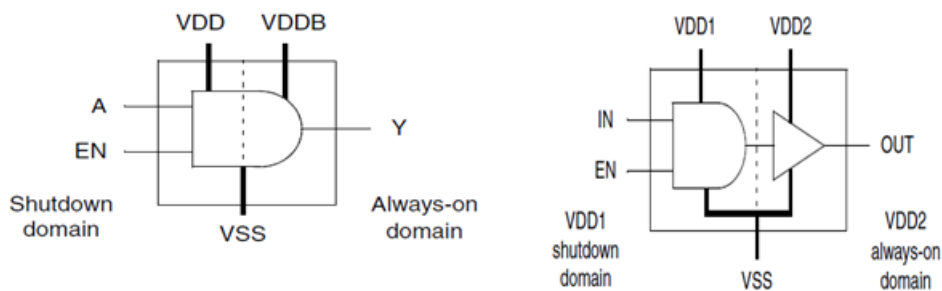 VDD
VDDB
A
EN
Y
Shutdown
domain
Always-on
domain
VSS
VDD1
VDD2
IN
EN
OUT
VDD1
shutdown
domain
VDD2
always-on
domain
VSS